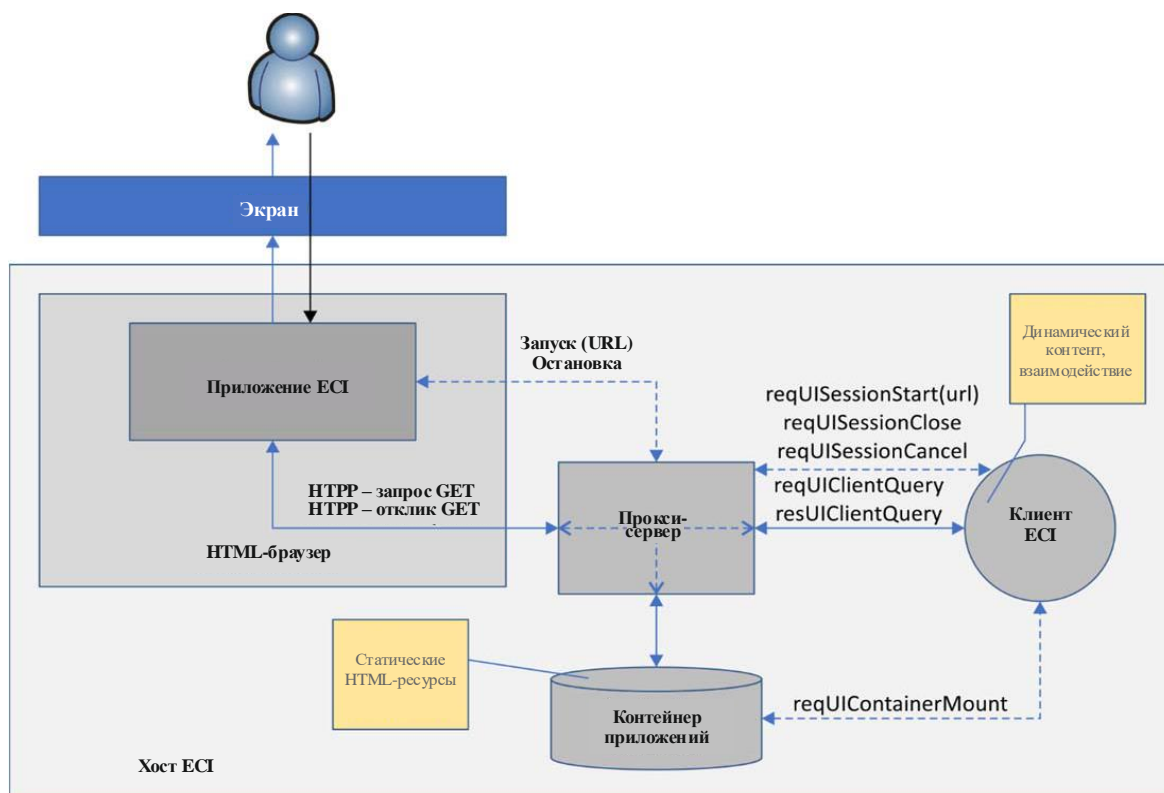 Экран
Динамический
контент,
взаимодействие
Запуск (URL)
Остановка
Приложение ECI
reqUISessionStart(url)
reqUISessionClose
reqUISessionCancel
HTPP – запрос GET
HTPP – отклик GET
reqUIClientQuery
resUIClientQuery
Прокси-
сервер
Клиент
ECI
HTML-браузер
Статические
HTML-ресурсы
reqUIContainerMount
Контейнер
приложений
Хост ECI